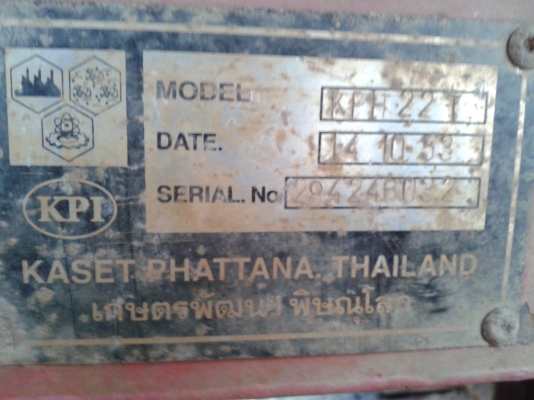 MODEL KPH 22 T
DATE. 14 10 53
SERIAL. No
KPI
KASET PHATTANA. THAILAND
เกษตรพัฒนา พิษณุโลก